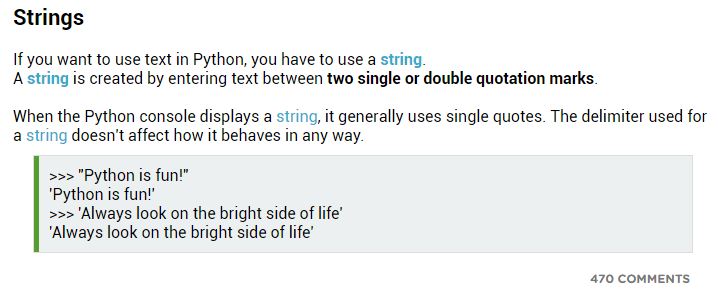 Strings
If you want to use text in Python, you have to use a string.
A string is created by entering text between two single or double quotation marks.
When the Python console displays a string, it generally uses single quotes. The delimiter used for
a string doesn't affect how it behaves in any way.
>>> "Python is fun!"
'Python is fun!'
>>> 'Always look on the bright side of life'
'Always look on the bright side of life'
470 COMMENTS